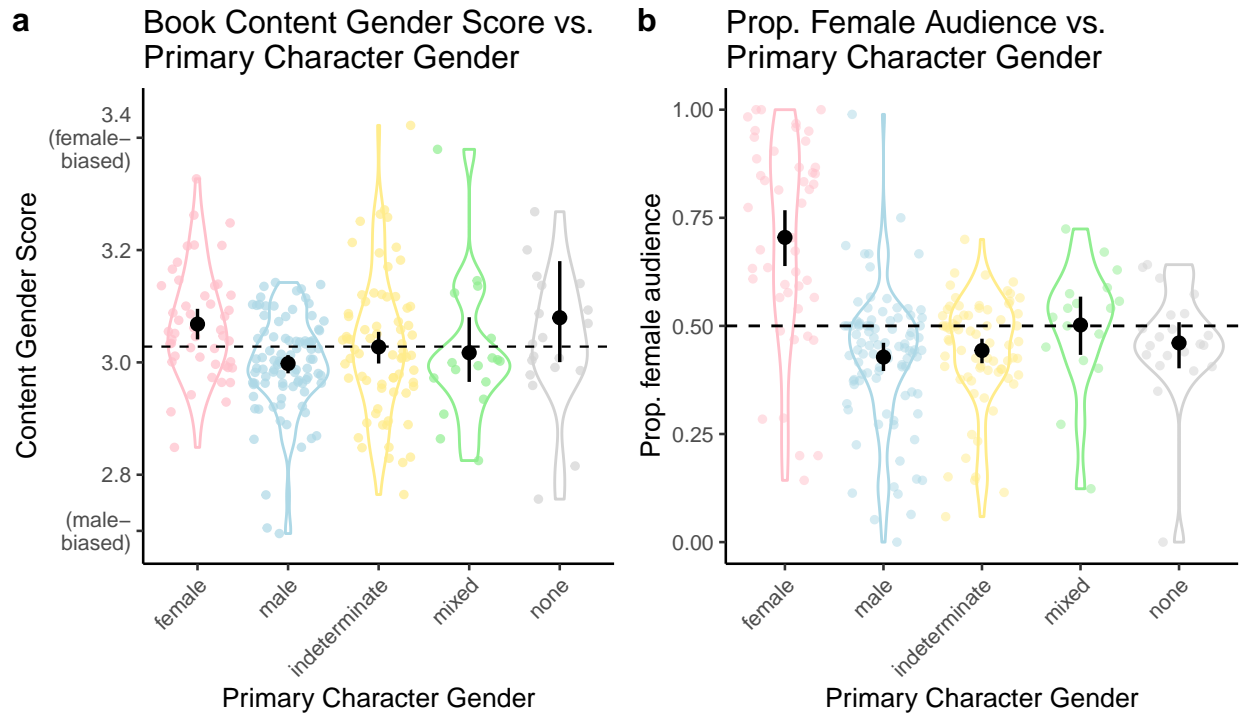 a
Book Content Gender Score vs.
Primary Character Gender
3.4
(female–
biased)
3.2
3.0
2.8
(male–
biased)
Content Gender Score
female
male
indeterminate
mixed
none
Primary Character Gender
b
Prop. Female Audience vs.
Primary Character Gender
1.00
0.75
0.50
0.25
0.00
Prop. female audience
female
male
indeterminate
mixed
none
Primary Character Gender